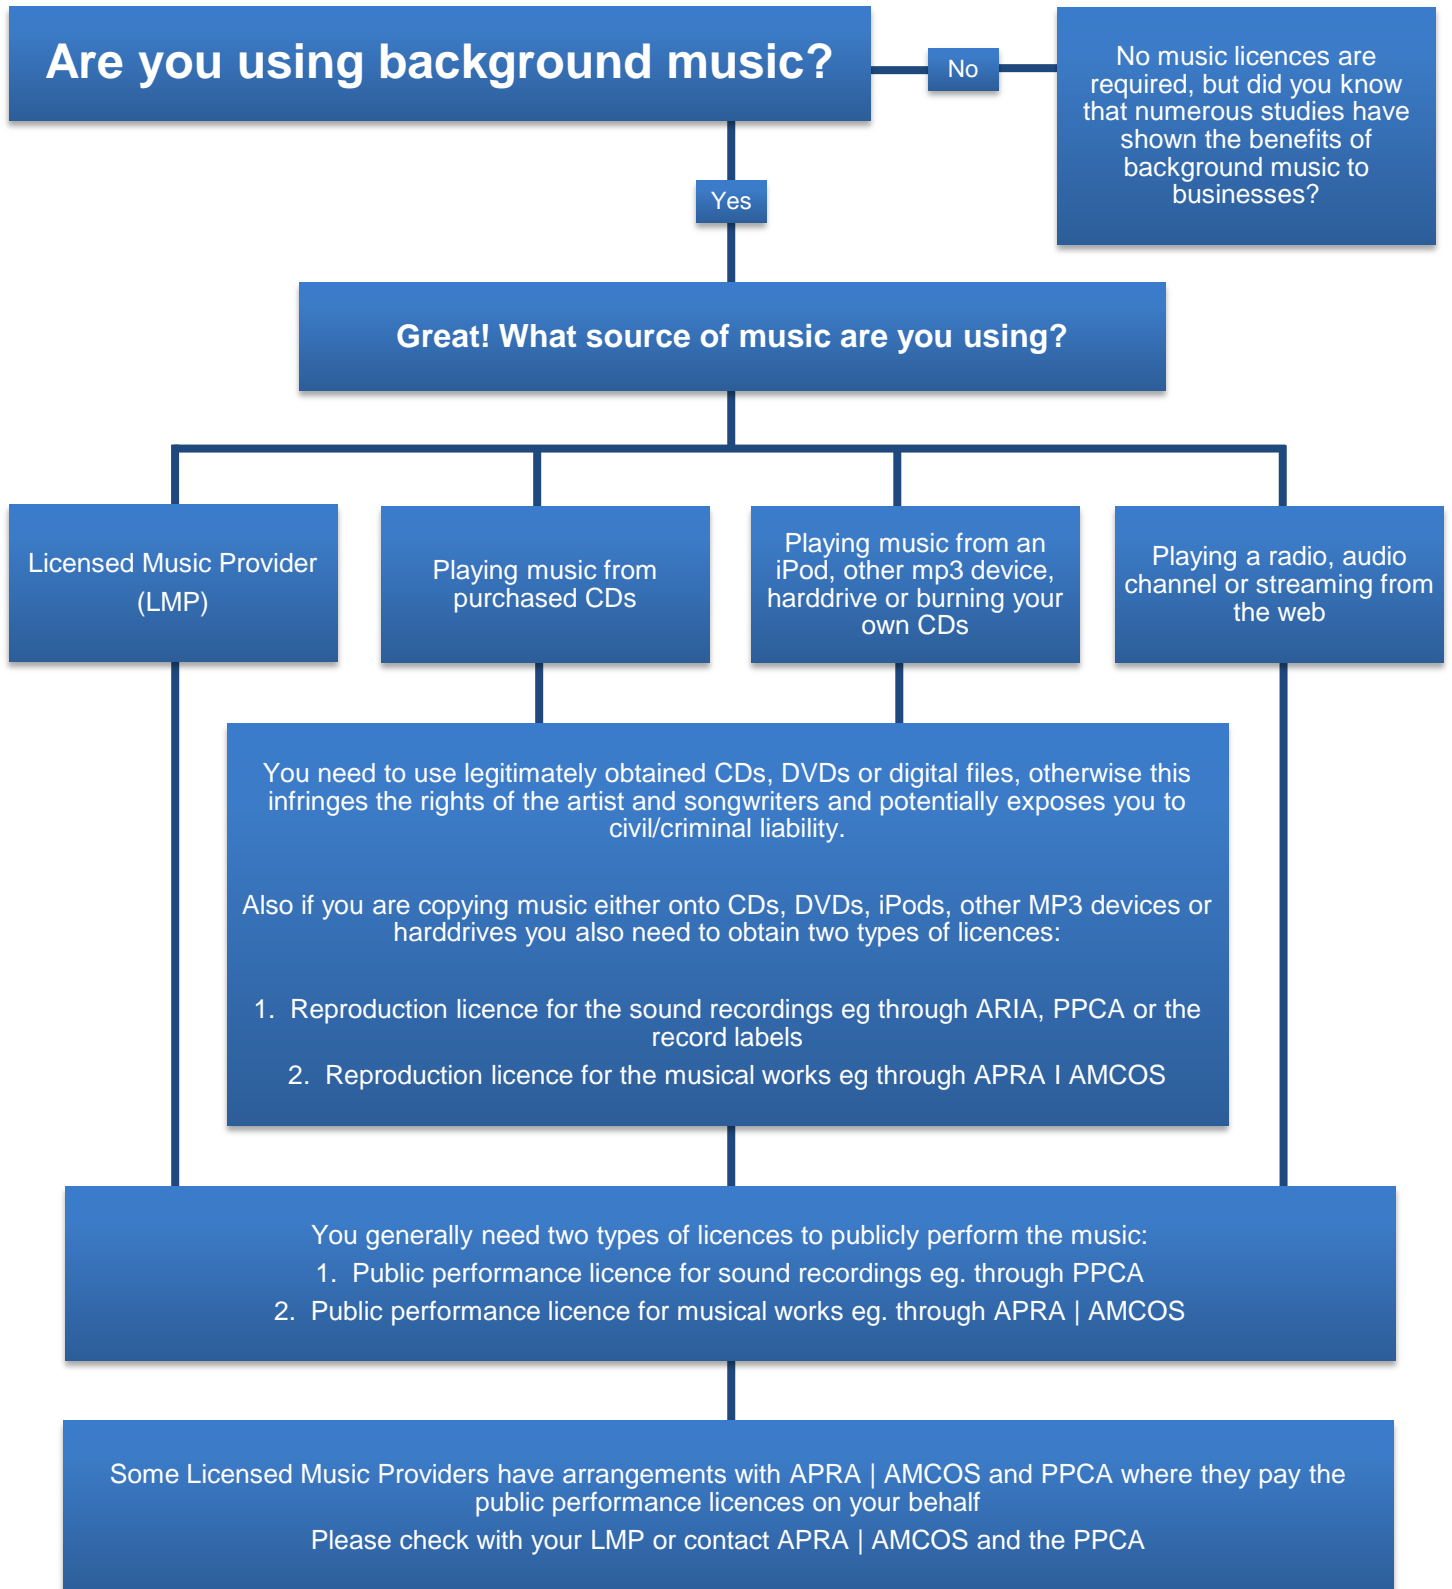 Are you using background music?
No
No music licences are
required, but did you know
that numerous studies have
shown the benefits of
background music to
businesses?
Yes
Great! What source of music are you using?
Licensed Music Provider
(LMP)
Playing music from
purchased CDs
Playing music from an
iPod, other mp3 device,
harddrive or burning your
own CDs
Playing a radio, audio
channel or streaming from
the web
You need to use legitimately obtained CDs, DVDs or digital files, otherwise this
infringes the rights of the artist and songwriters and potentially exposes you to
civil/criminal liability.
Also if you are copying music either onto CDs, DVDs, iPods, other MP3 devices or
harddrives you also need to obtain two types of licences:
1. Reproduction licence for the sound recordings eg through ARIA, PPCA or the
record labels
2. Reproduction licence for the musical works eg through APRA I AMCOS
You generally need two types of licences to publicly perform the music:
1. Public performance licence for sound recordings eg. through PPCA
2. Public performance licence for musical works eg. through APRA | AMCOS
Some Licensed Music Providers have arrangements with APRA | AMCOS and PPCA where they pay the
public performance licences on your behalf
Please check with your LMP or contact APRA | AMCOS and the PPCA